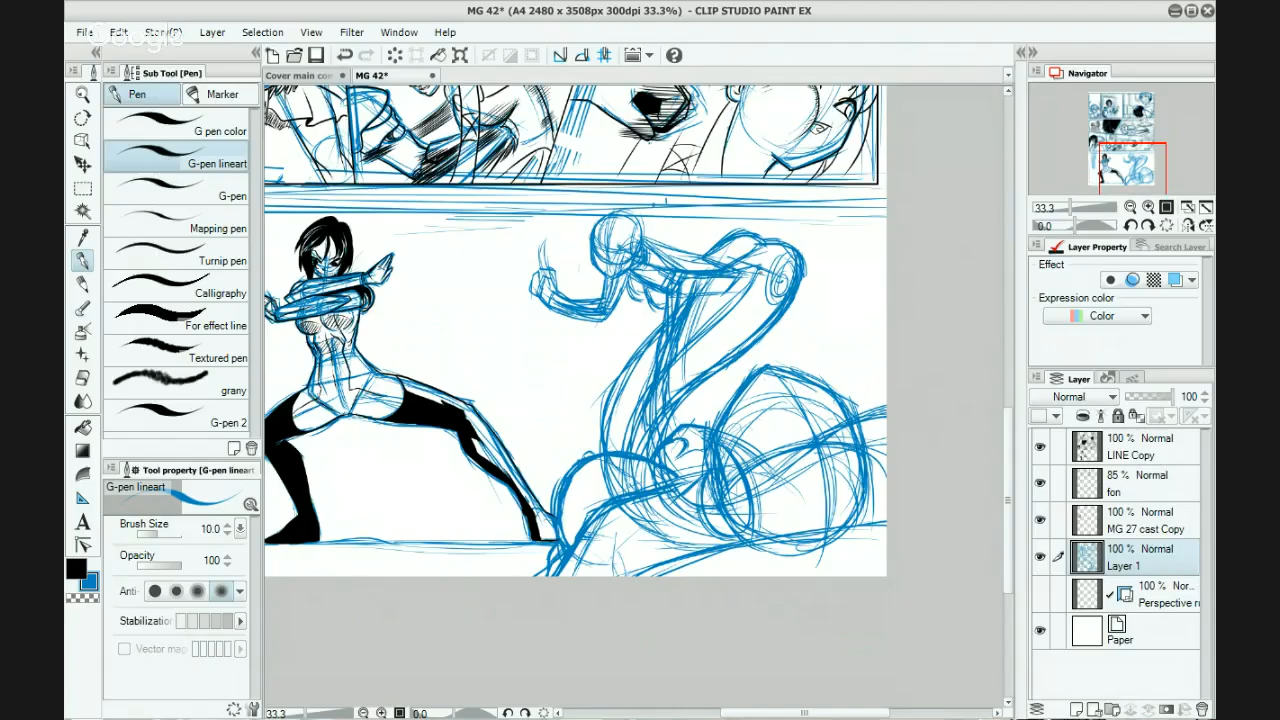 MG 42* (A4 2480 x 3508px 300dpi 33.3%) - CLIP STUDIO PAINT EX
File Edit Story(P) Layer Selection View Filter Window Help
Google
Sub Tool [Pen]
Cover main co
MG 42*
Navigator
Pen
Marker
G pen color
G-pen lineart
G-pen
Mapping pen
Turnip pen
Calligraphy
For effect line
Textured pen
grany
G-pen 2
Tool property [G-pen lineart
G-pen lineart
Brush Size 10.0
Opacity 100
Anti-
Stabilization
Vector mag
33.3
0.0
33.3
0.0
Layer Property
Search Layer
Effect
Expression color
Color
Layer
Normal 100
100 % Normal
LINE Copy
85 % Normal
fon
100 % Normal
MG 27 cast Copy
100 % Normal
Layer 1
100 % Nor...
Perspective r
Paper